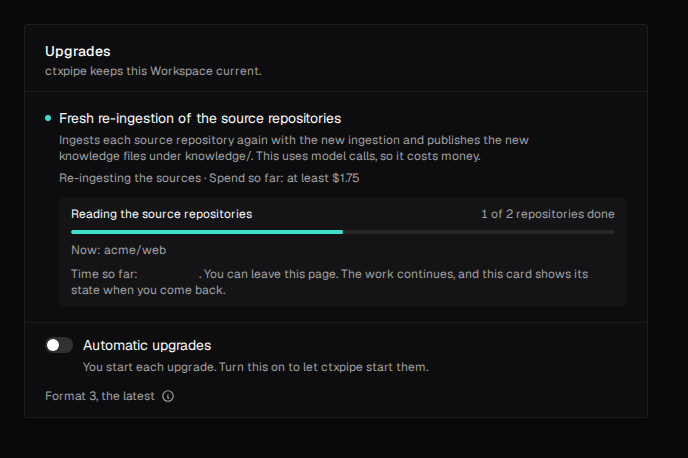 Upgrades
ctxpipe keeps this Workspace current.
Fresh re-ingestion of the source repositories
Ingests each source repository again with the new ingestion and publishes the new
knowledge files under knowledge/. This uses model calls, so it costs money.
Re-ingesting the sources · Spend so far: at least $1.75
Reading the source repositories
1 of 2 repositories done
Now: acme/web
Time so far: . You can leave this page. The work continues, and this card shows its
state when you come back.
Automatic upgrades
You start each upgrade. Turn this on to let ctxpipe start them.
Format 3, the latest